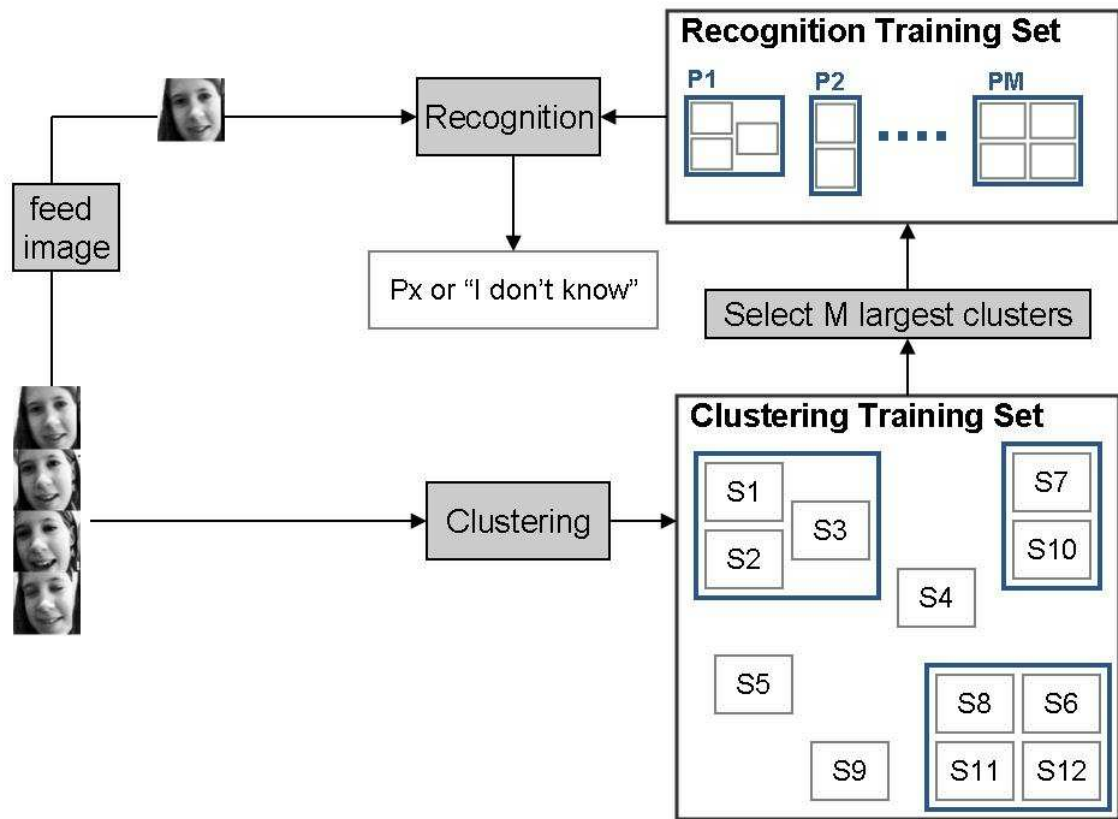 Recognition Training Set
P1
P2
PM
Recognition
feed
image
Px or “I don’t know”
Select M largest clusters
Clustering Training Set
S1
S7
S3
S2
S10
Clustering
S4
S5
S8
S6
S9
S11
S12